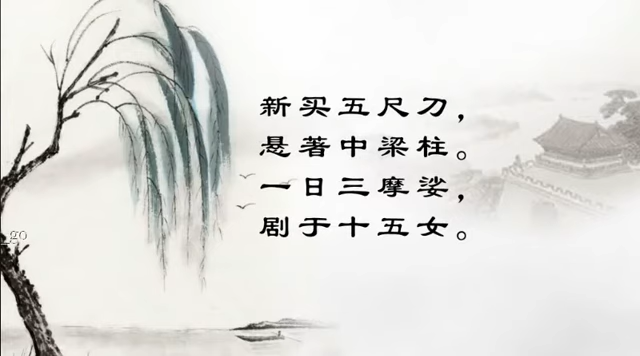 新买五尺刀，
悬著中梁柱。
一日三摩娑，
剧于十五女。
go